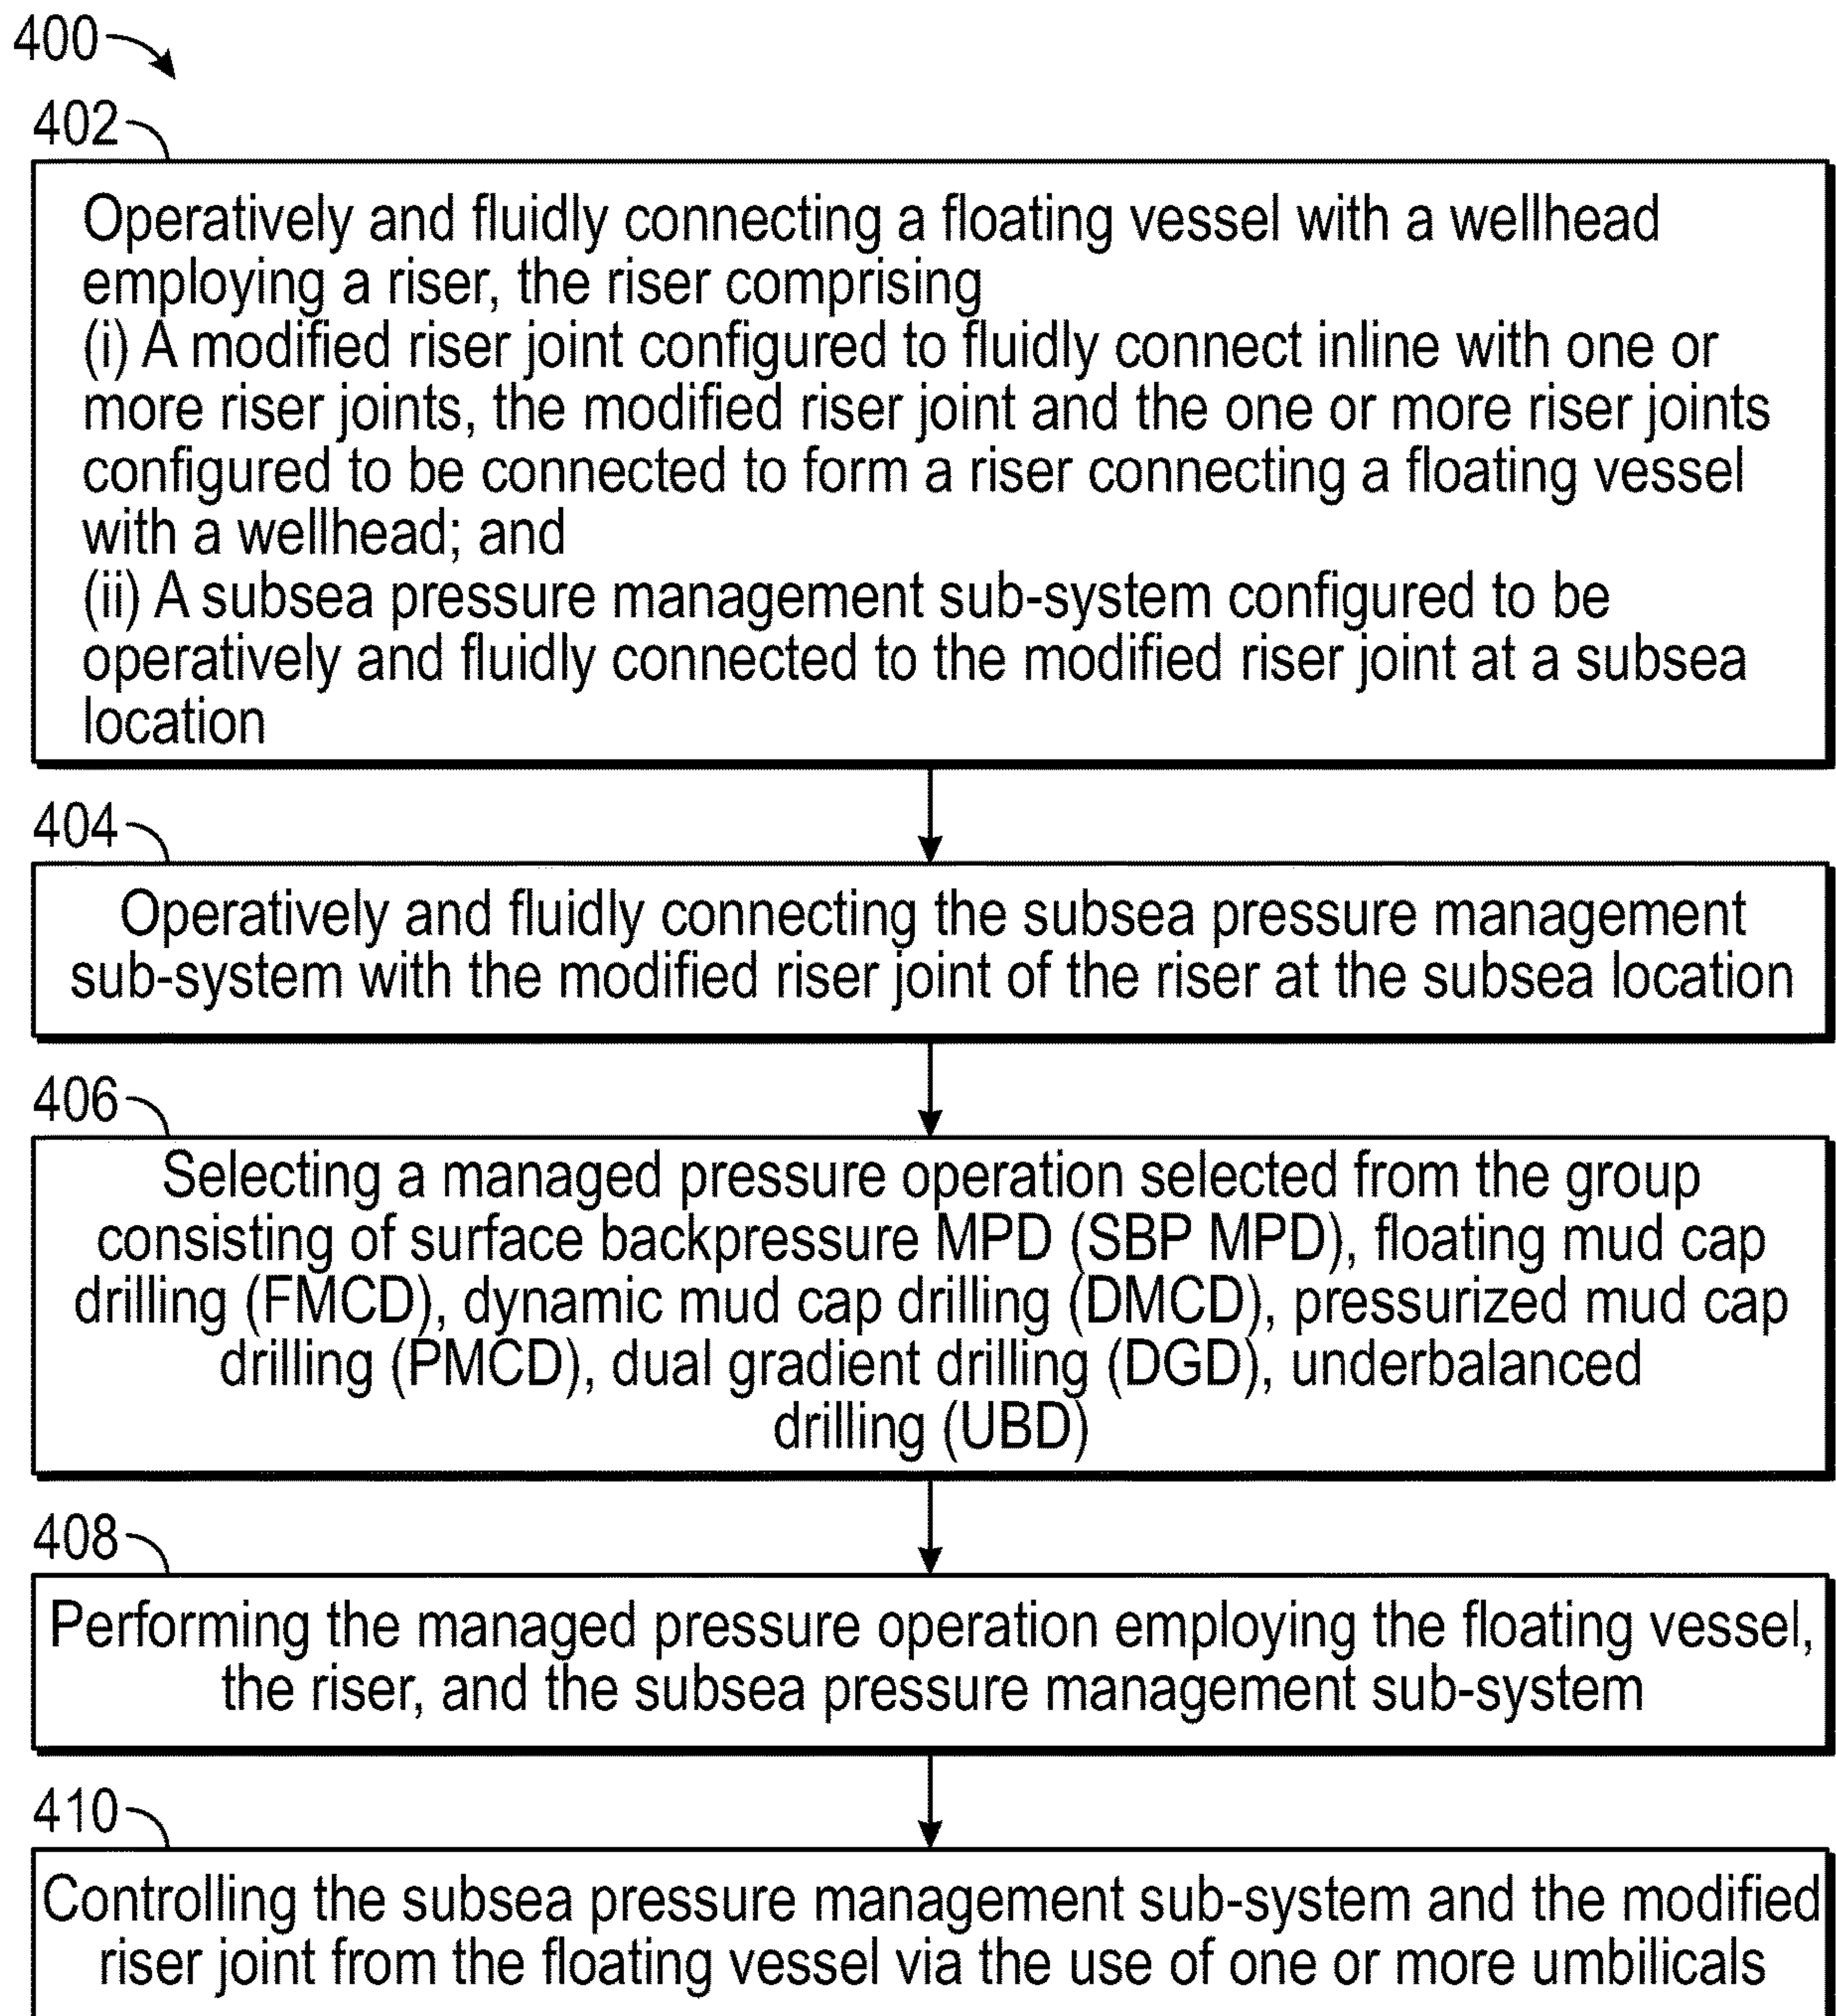 400
402
Operatively and fluidly connecting a floating vessel with a wellhead
employing a riser, the riser comprising
(i) A modified riser joint configured to fluidly connect inline with one or
more riser joints, the modified riser joint and the one or more riser joints
configured to be connected to form a riser connecting a floating vessel
with a wellhead; and
(ii) A subsea pressure management sub-system configured to be
operatively and fluidly connected to the modified riser joint at a subsea
location
404
Operatively and fluidly connecting the subsea pressure management
sub-system with the modified riser joint of the riser at the subsea location
406
Selecting a managed pressure operation selected from the group
consisting of surface backpressure MPD (SBP MPD), floating mud cap
drilling (FMCD), dynamic mud cap drilling (DMCD), pressurized mud cap
drilling (PMCD), dual gradient drilling (DGD), underbalanced
drilling (UBD)
408
Performing the managed pressure operation employing the floating vessel,
the riser, and the subsea pressure management sub-system
410
Controlling the subsea pressure management sub-system and the modified
riser joint from the floating vessel via the use of one or more umbilicals